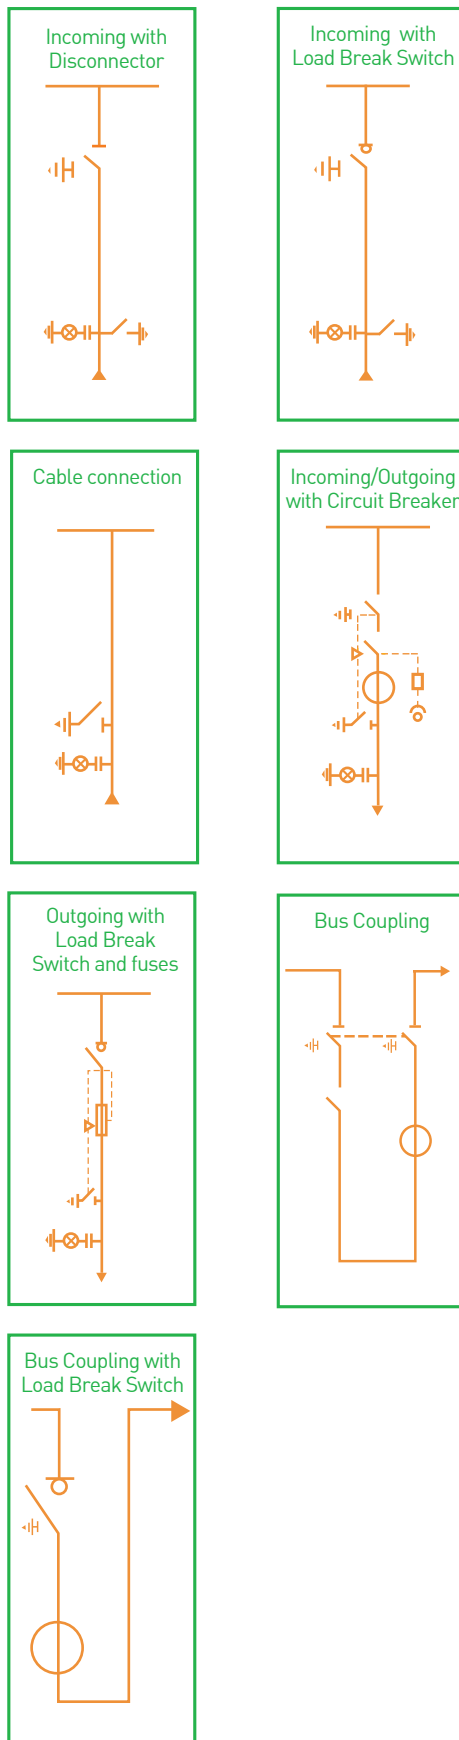 Incoming with
Disconnector
Incoming with
Load Break Switch
Cable connection
Incoming/Outgoing
with Circuit Breaker
Outgoing with
Load Break
Switch and fuses
Bus Coupling
Bus Coupling with
Load Break Switch